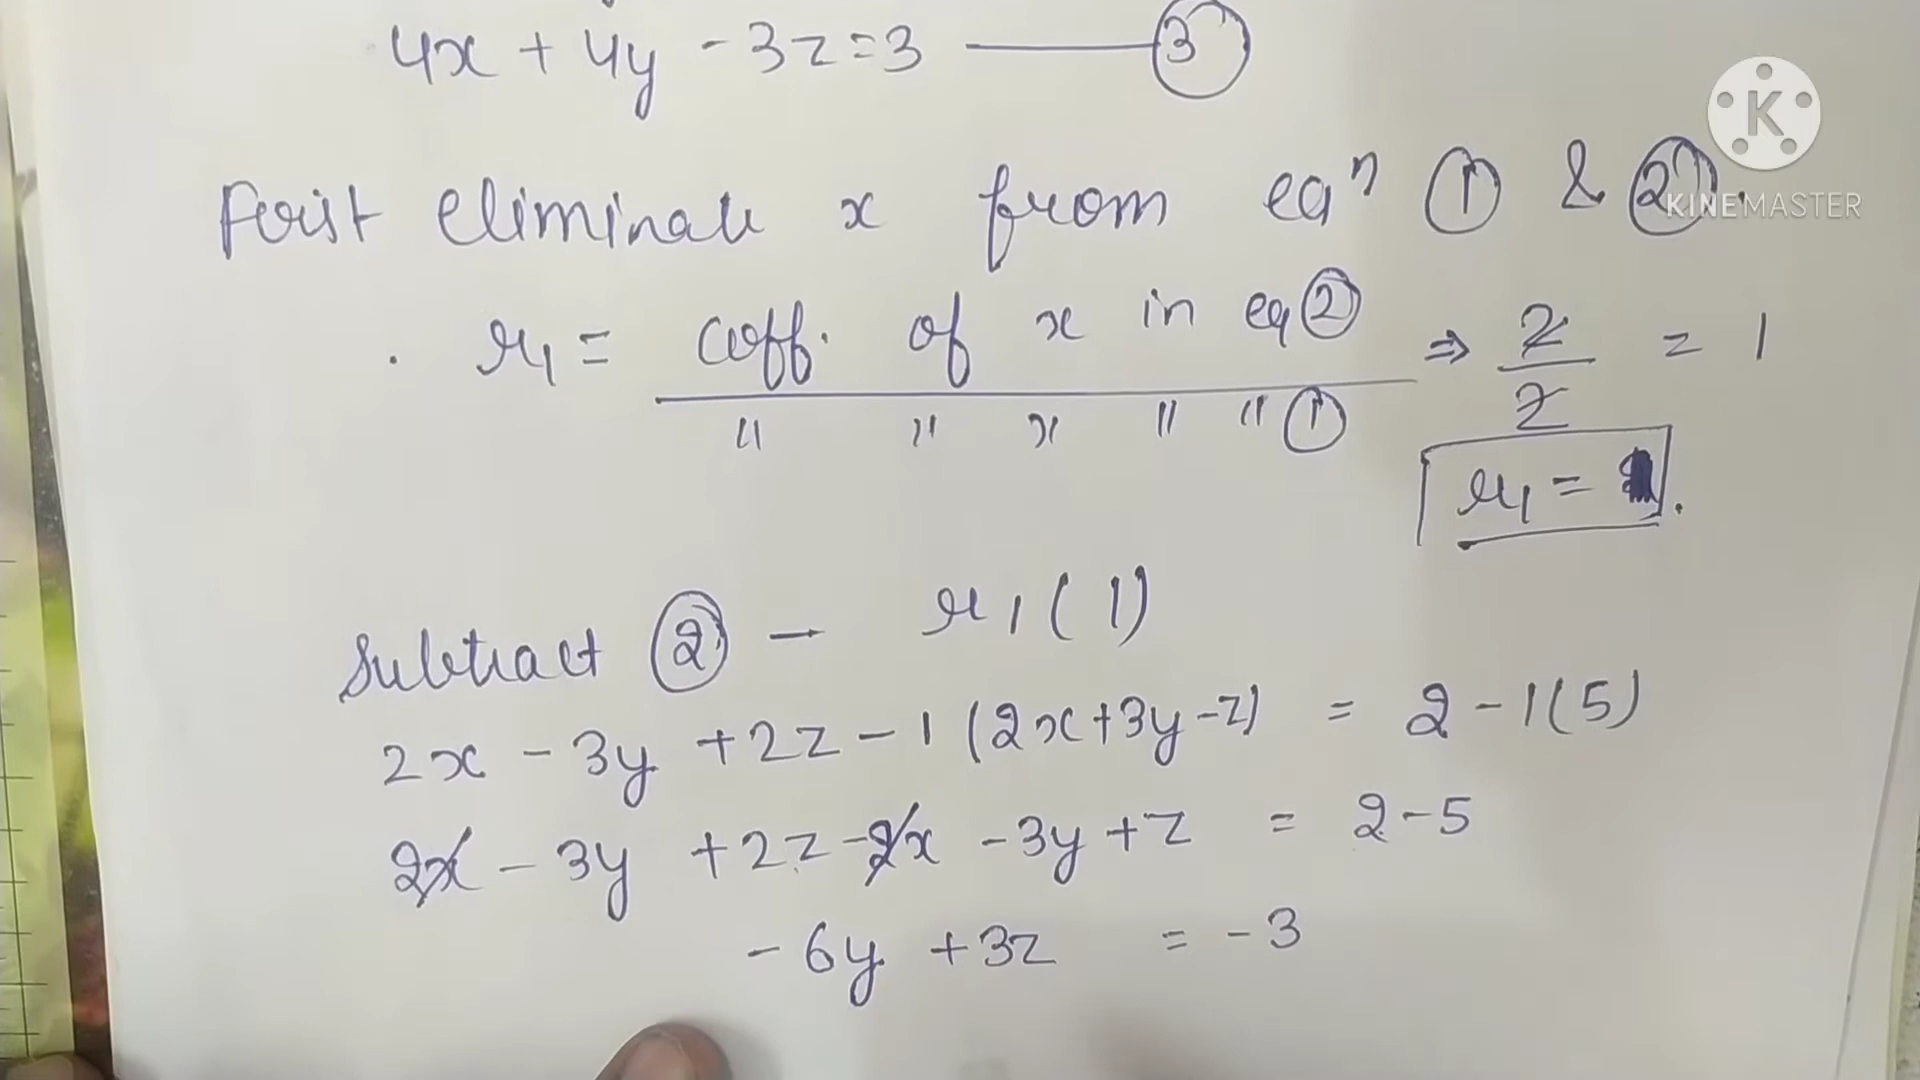 4x + 4y - 3z = 3 ③
First eliminate x from eqⁿ ① & ②.
K
KINEMASTER
r₁ = coff. of x in eq ② ⇒ 2/2 = 1
" " x " " ①
r₁ = 1.
Subtract ② - r₁(1)
2x - 3y + 2z - 1 (2x + 3y - z) = 2 - 1(5)
2x - 3y + 2z - 2x - 3y + z = 2 - 5
- 6y + 3z = - 3